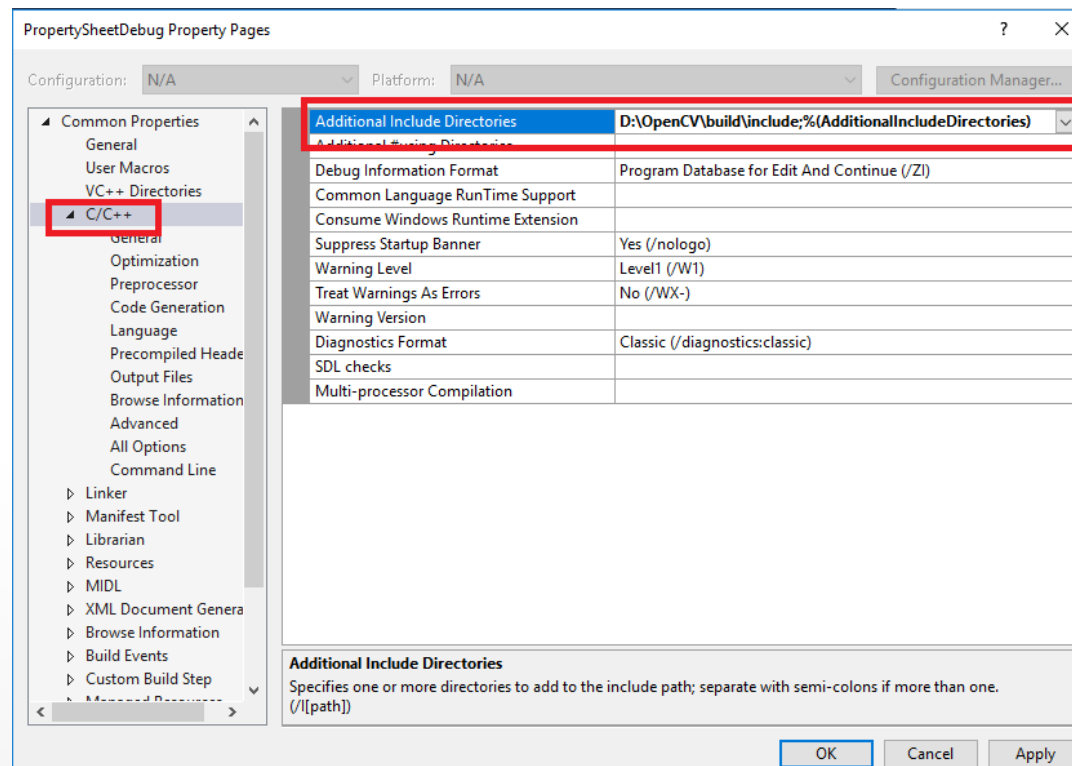 PropertySheetDebug Property Pages ?
Configuration: N/A Platform: N/A Configuration Manager...
Common Properties
General
User Macros
VC++ Directories
C/C++
General
Optimization
Preprocessor
Code Generation
Language
Precompiled Heade
Output Files
Browse Information
Advanced
All Options
Command Line
Linker
Manifest Tool
Librarian
Resources
MIDL
XML Document Genera
Browse Information
Build Events
Custom Build Step
Managed Resources
Additional Include Directories D:\OpenCV\build\include;%(AdditionalIncludeDirectories)
Additional #using Directories
Debug Information Format Program Database for Edit And Continue (/ZI)
Common Language RunTime Support
Consume Windows Runtime Extension
Suppress Startup Banner Yes (/nologo)
Warning Level Level1 (/W1)
Treat Warnings As Errors No (/WX-)
Warning Version
Diagnostics Format Classic (/diagnostics:classic)
SDL checks
Multi-processor Compilation
Additional Include Directories
Specifies one or more directories to add to the include path; separate with semi-colons if more than one.
(/I[path])
OK Cancel Apply